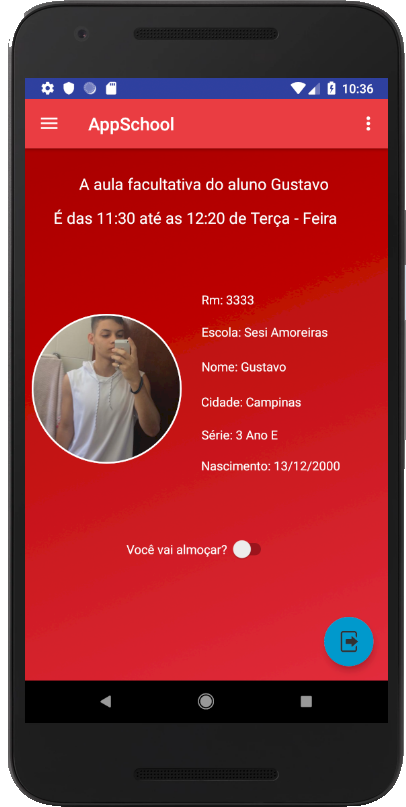 10:36
AppSchool
A aula facultativa do aluno Gustavo
É das 11:30 até as 12:20 de Terça - Feira
Rm: 3333
Escola: Sesi Amoreiras
Nome: Gustavo
Cidade: Campinas
Série: 3 Ano E
Nascimento: 13/12/2000
Você vai almoçar?